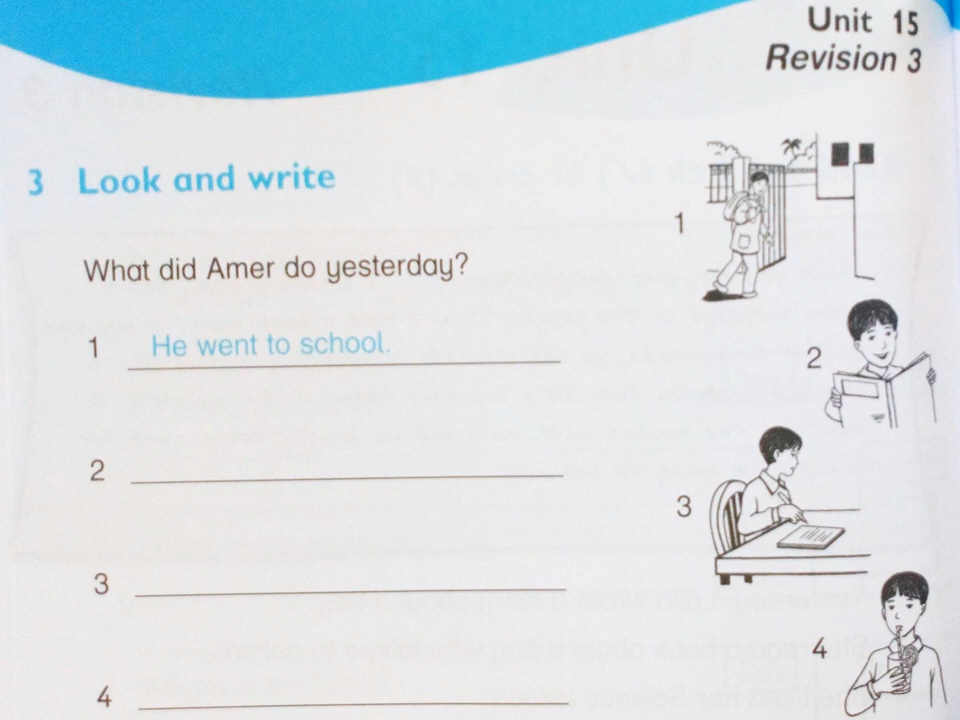 Unit 15
Revision 3
3 Look and write
What did Amer do yesterday?
1 He went to school.
2
3
4
1
2
3
4